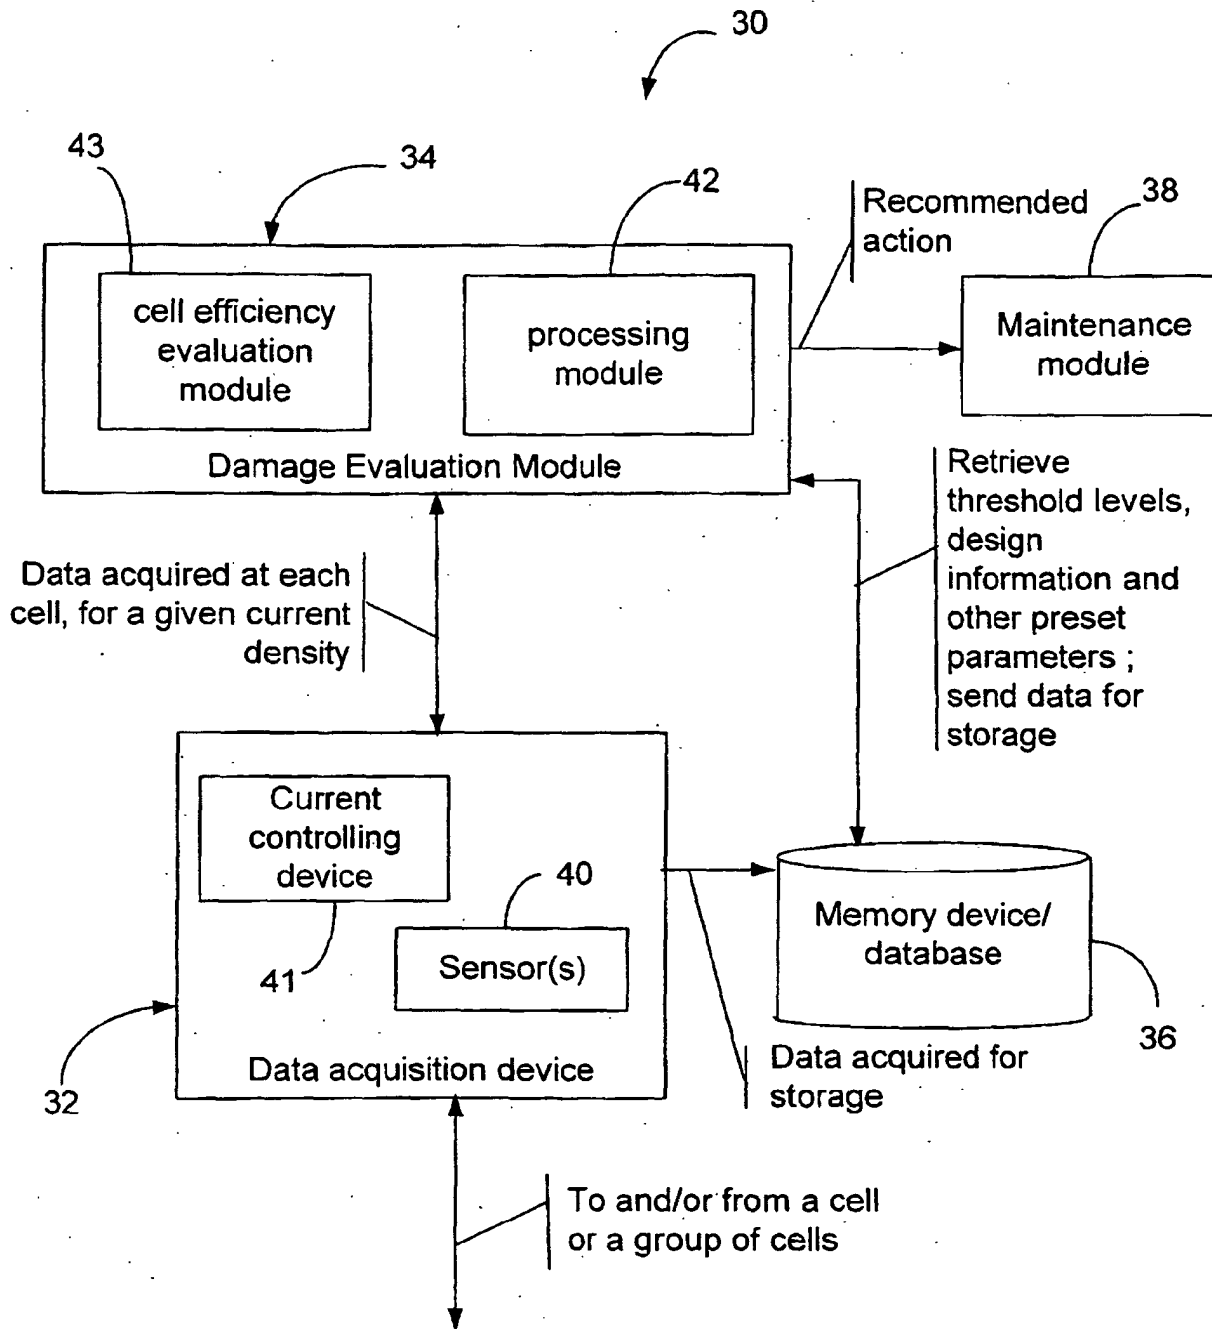 30
43
34
42
38
Recommended
action
cell efficiency
evaluation
module
processing
module
Maintenance
module
Damage Evaluation Module
Retrieve
threshold levels,
design
information and
other preset
parameters ;
send data for
storage
Data acquired at each
cell, for a given current
density
Current
controlling
device
40
41
Sensor(s)
Memory device/
database
32
Data acquisition device
36
Data acquired for
storage
To and/or from a cell
or a group of cells